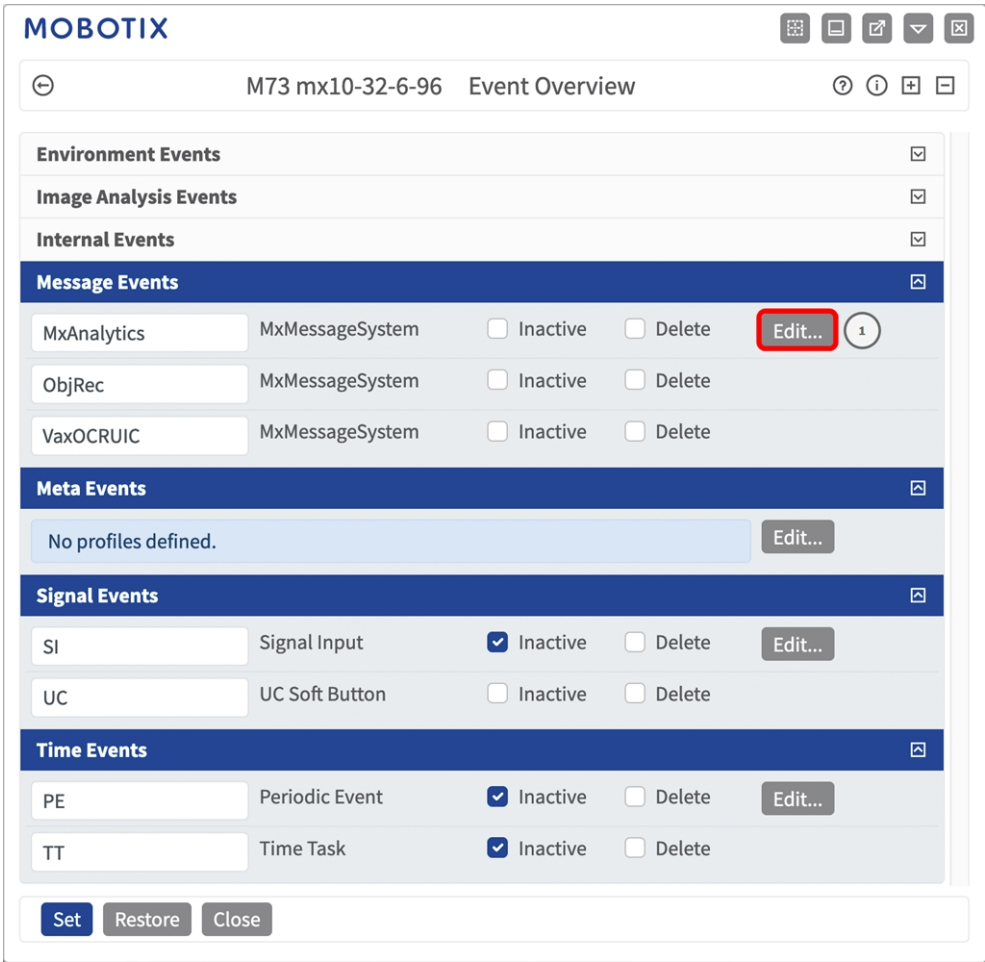 MOBOTIX
M73 mx10-32-6-96 Event Overview
Environment Events
Image Analysis Events
Internal Events
Message Events
MxAnalytics MxMessageSystem Inactive Delete Edit... 1
ObjRec MxMessageSystem Inactive Delete
VaxOCRUIC MxMessageSystem Inactive Delete
Meta Events
No profiles defined. Edit...
Signal Events
SI Signal Input Inactive Delete Edit...
UC UC Soft Button Inactive Delete
Time Events
PE Periodic Event Inactive Delete Edit...
TT Time Task Inactive Delete
Set Restore Close